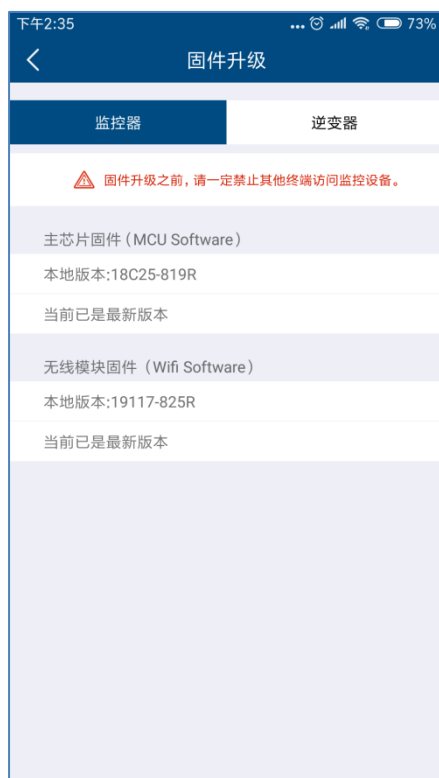 下午2:35
... 73%
固件升级
监控器
逆变器
固件升级之前，请一定禁止其他终端访问监控设备。
主芯片固件（MCU Software）
本地版本:18C25-819R
当前已是最新版本
无线模块固件（Wifi Software）
本地版本:19117-825R
当前已是最新版本